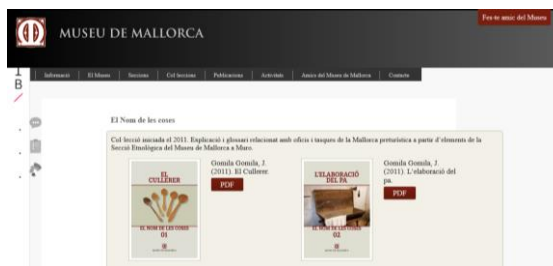 Fes-te amic del Museu
MUSEU DE MALLORCA
Informació El Museu Seccions Col·leccions Publicacions Activitats Amics del Museu de Mallorca Contacte
I
B
El Nom de les coses
Col·lecció iniciada el 2011. Explicació i glossari relacionat amb oficis i tasques de la Mallorca preturística a partir d'elements de la
Secció Etnològica del Museu de Mallorca a Muro.
EL
CULLERER
EL NOM DE LES COSES
01
Gomila Gomila, J.
(2011). El Cullerer.
PDF
L'ELABORACIÓ
DEL PA
EL NOM DE LES COSES
02
Gomila Gomila, J.
(2011). L'elaboració del
pa.
PDF